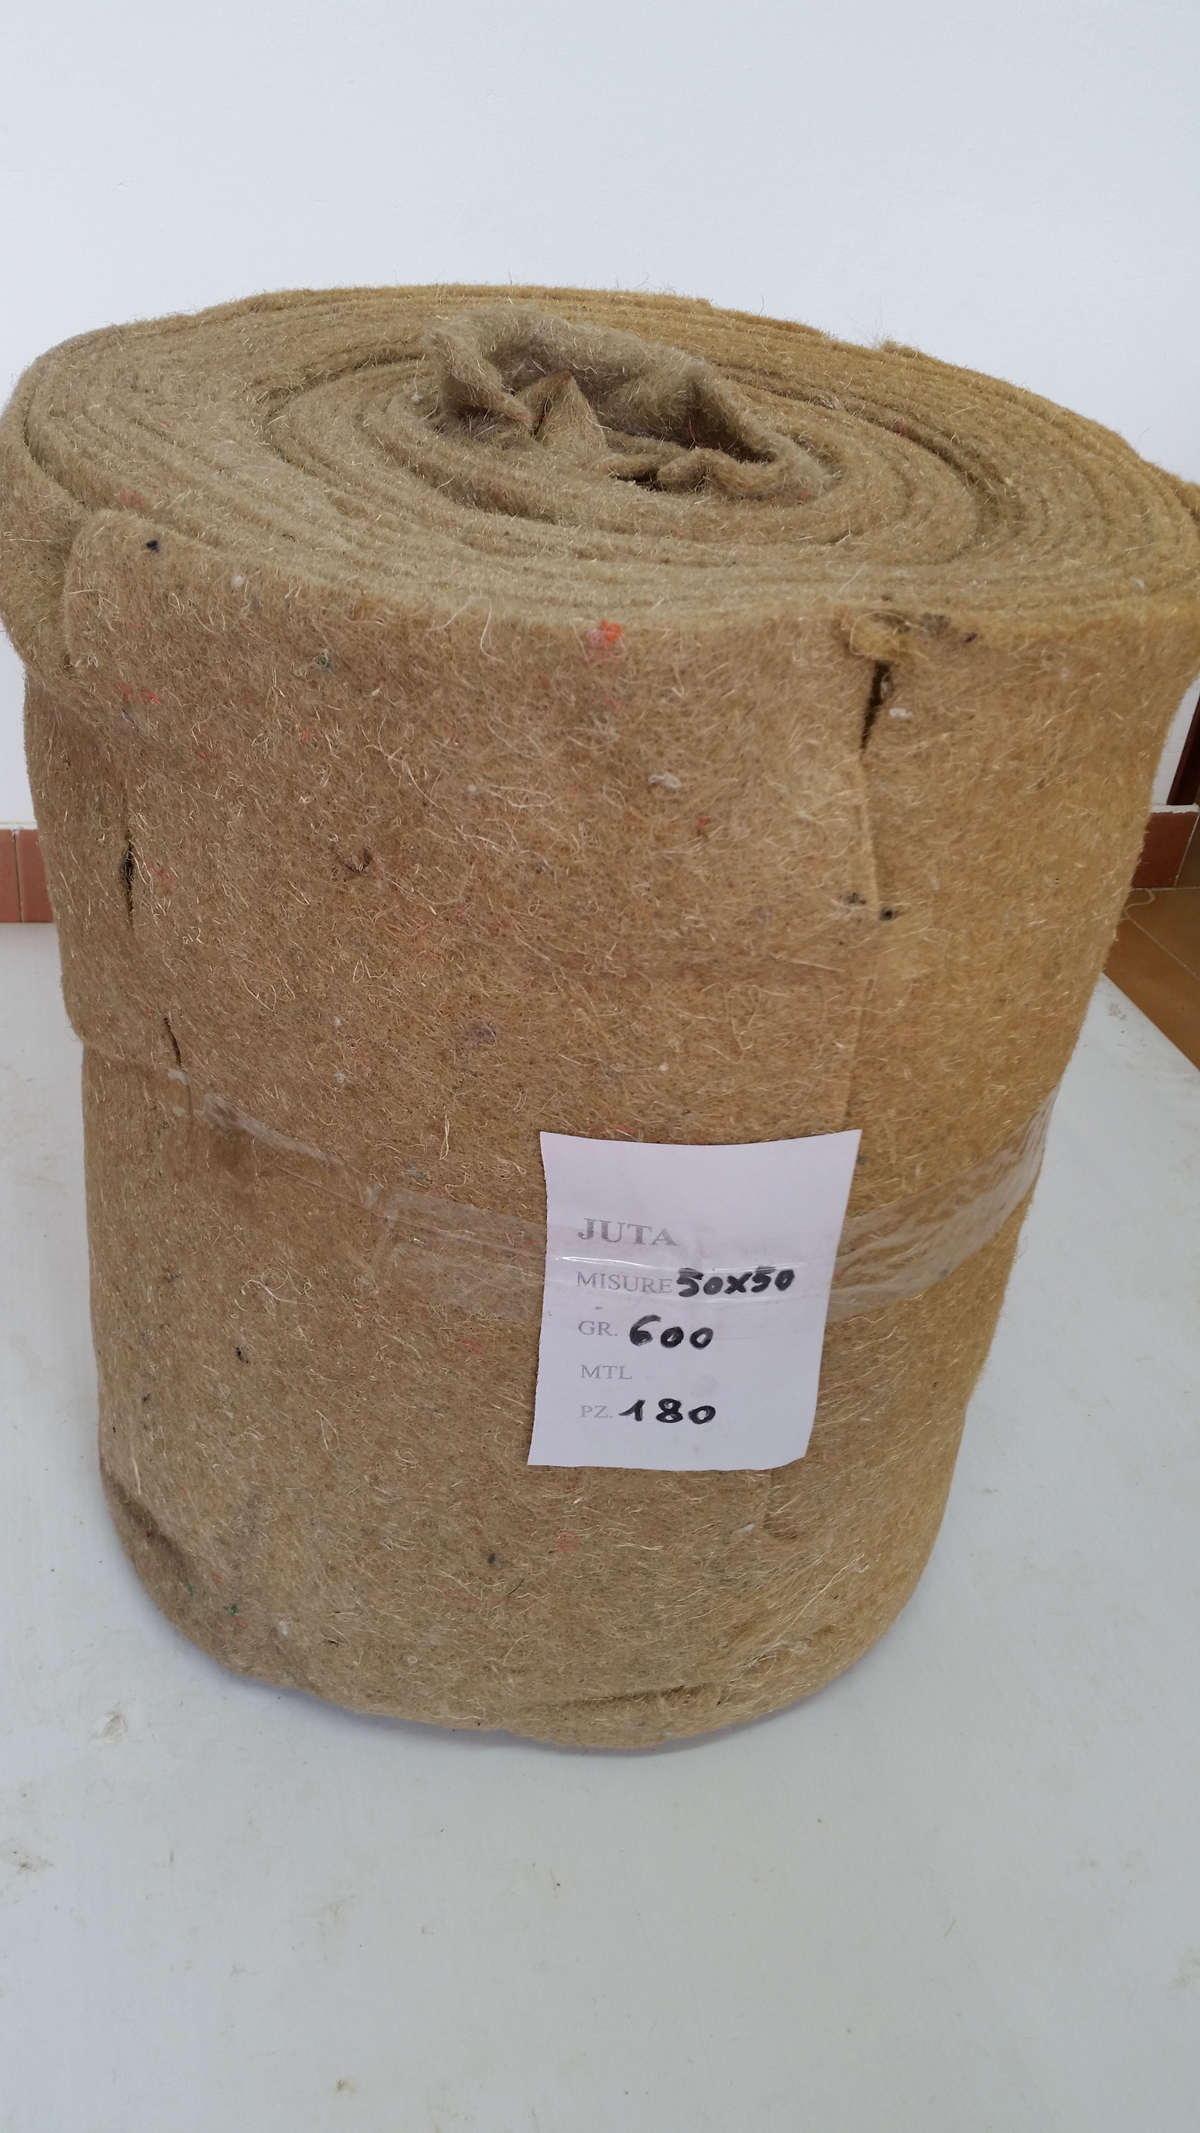 JUTA
MISURE 50x50
GR. 600
MTL
PZ. 180